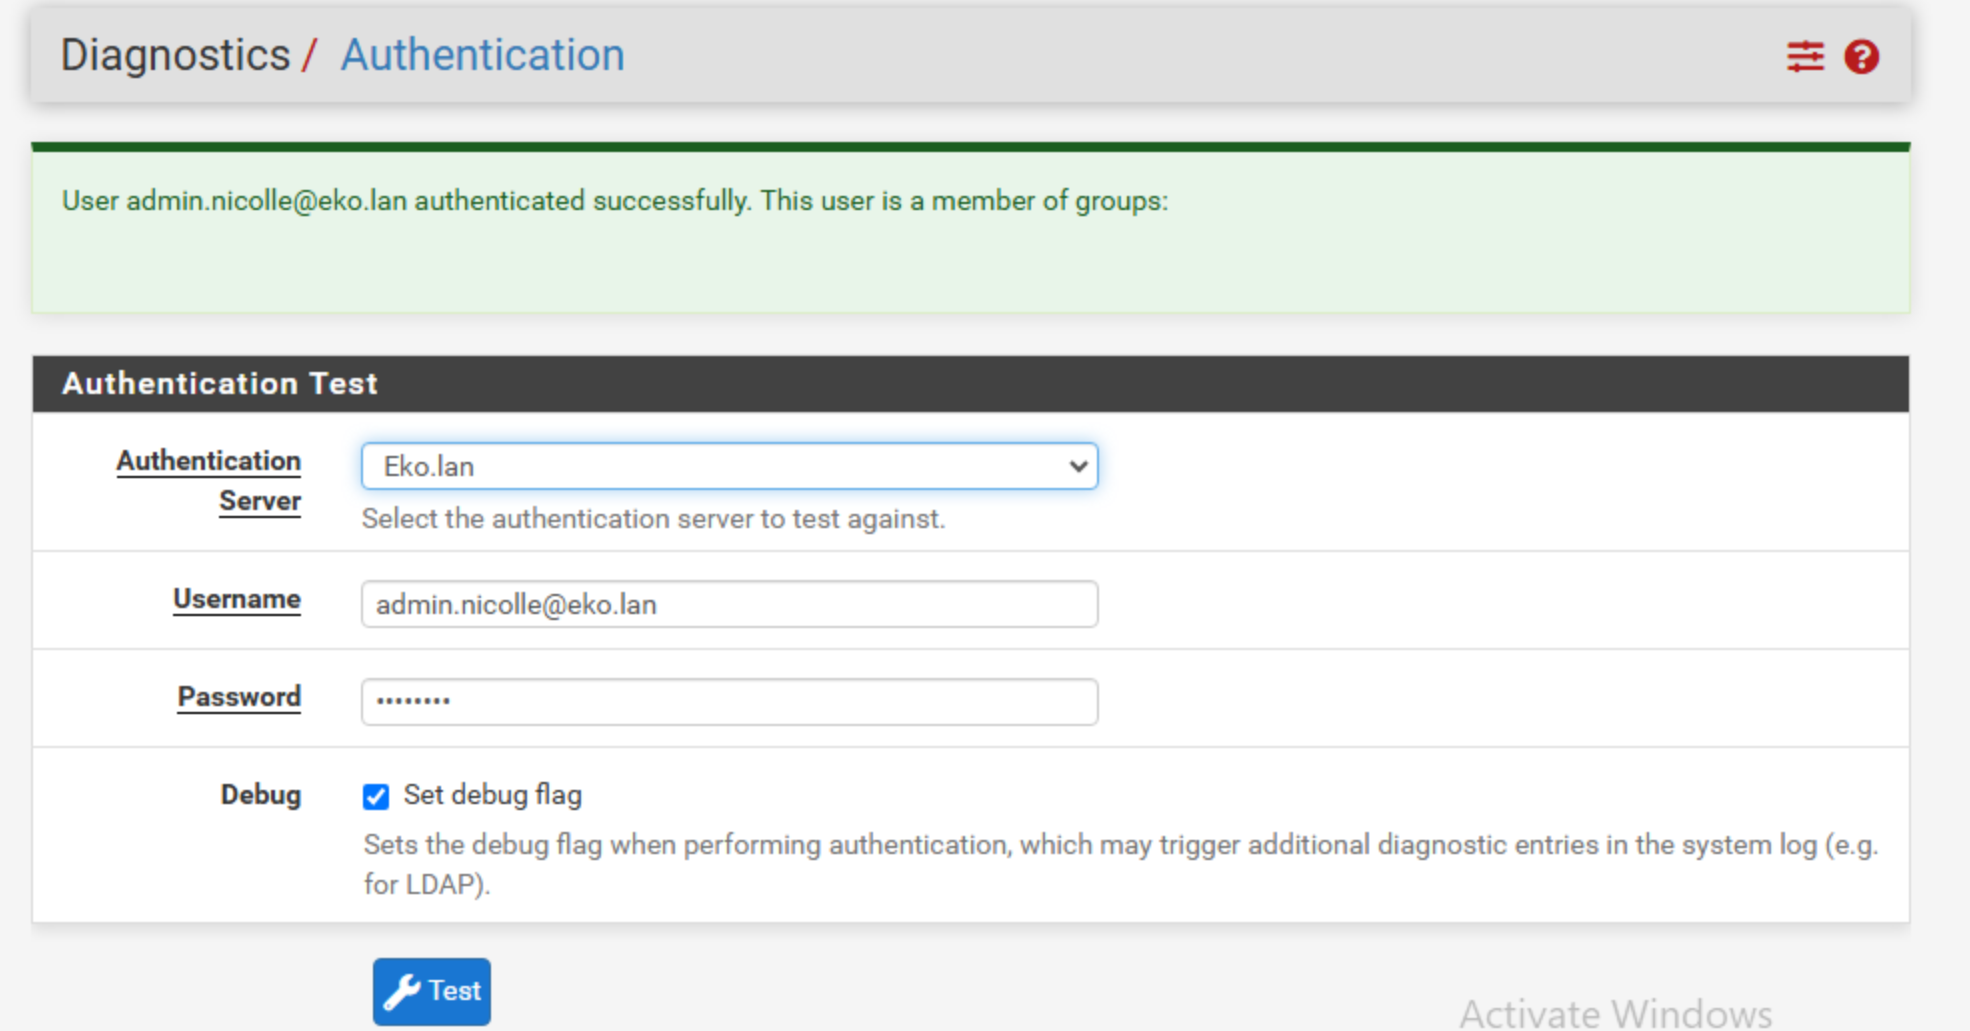 Diagnostics / Authentication
User admin.nicolle@eko.lan authenticated successfully. This user is a member of groups:
Authentication Test
Authentication
Server
Eko.lan
Select the authentication server to test against.
Username
admin.nicolle@eko.lan
Password
••••••••
Debug
Set debug flag
Sets the debug flag when performing authentication, which may trigger additional diagnostic entries in the system log (e.g.
for LDAP).
Test
Activate Windows